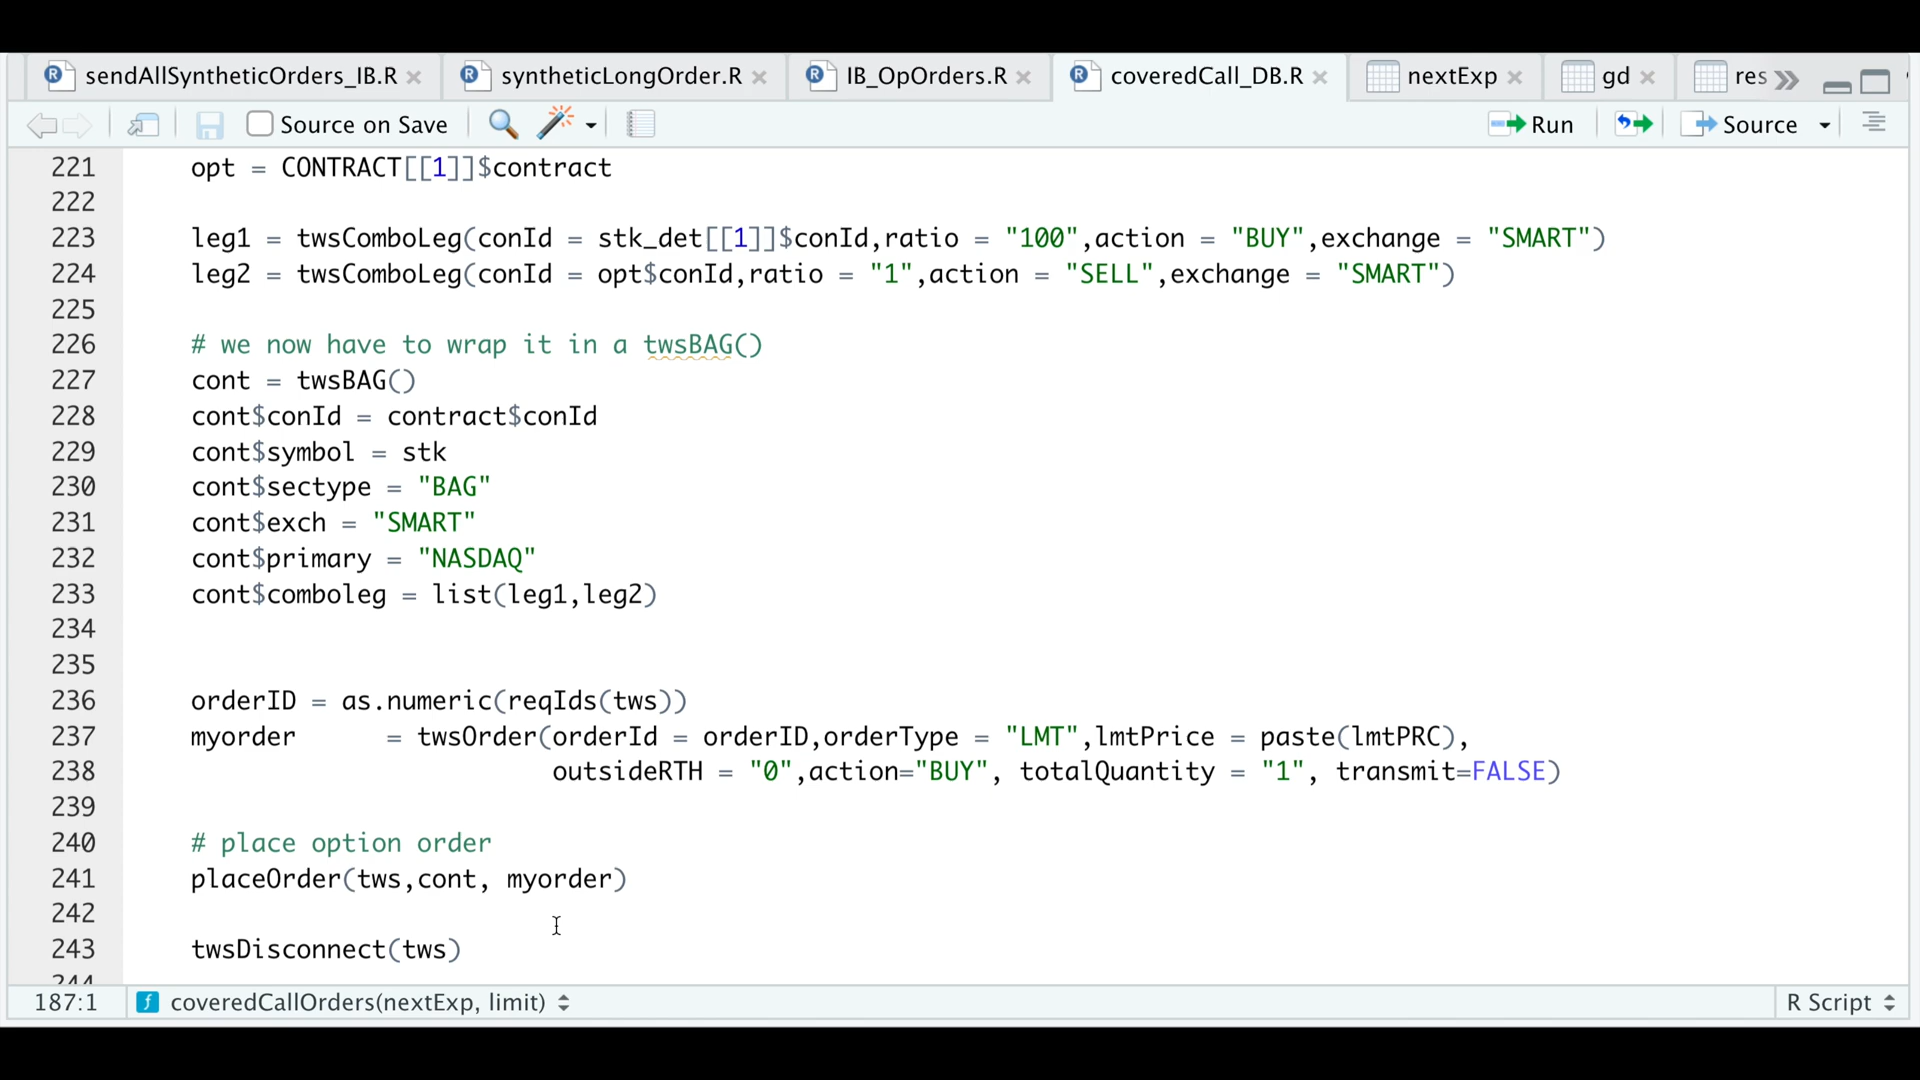 sendAllSyntheticOrders_IB.R
syntheticLongOrder.R
IB_OpOrders.R
coveredCall_DB.R
nextExp
gd
res
Source on Save
Run
Source
221 opt = CONTRACT[[1]]$contract
222
223 leg1 = twsComboLeg(conId = stk_det[[1]]$conId,ratio = "100",action = "BUY",exchange = "SMART")
224 leg2 = twsComboLeg(conId = opt$conId,ratio = "1",action = "SELL",exchange = "SMART")
225
226 # we now have to wrap it in a twsBAG()
227 cont = twsBAG()
228 cont$conId = contract$conId
229 cont$symbol = stk
230 cont$sectype = "BAG"
231 cont$exch = "SMART"
232 cont$primary = "NASDAQ"
233 cont$comboleg = list(leg1,leg2)
234
235
236 orderID = as.numeric(reqIds(tws))
237 myorder = twsOrder(orderId = orderID,orderType = "LMT",lmtPrice = paste(lmtPRC),
238 outsideRTH = "0",action="BUY", totalQuantity = "1", transmit=FALSE)
239
240 # place option order
241 placeOrder(tws,cont, myorder)
242
243 twsDisconnect(tws)
244
187:1 coveredCallOrders(nextExp, limit) R Script